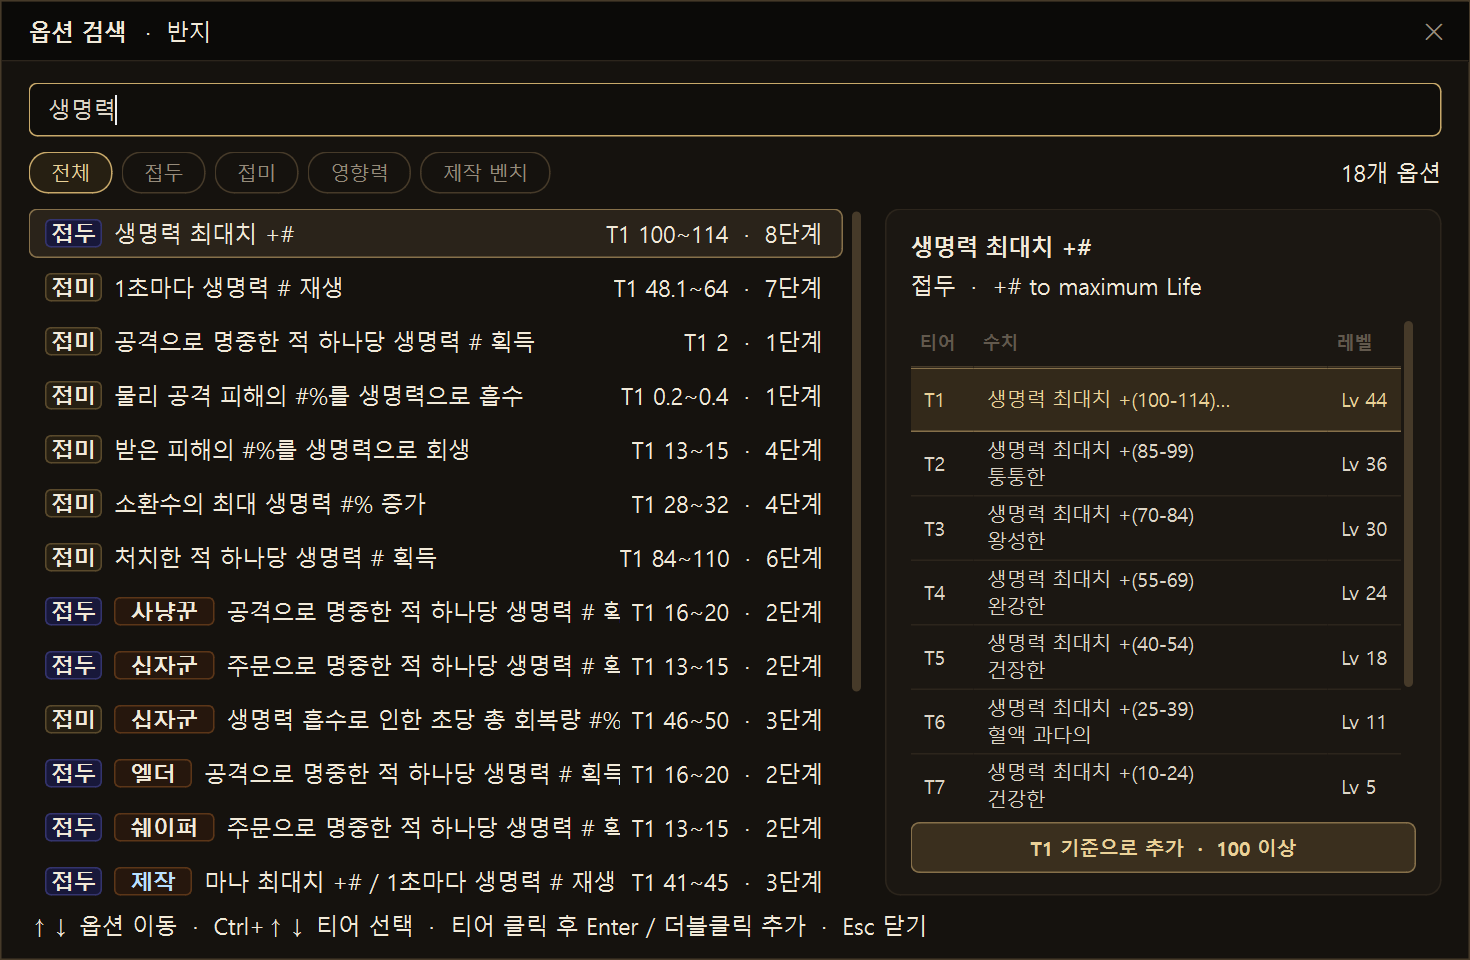 옵션 검색 · 반지
생명력
전체 접두 접미 영향력 제작 벤치 18개 옵션
접두 생명력 최대치 +# T1 100~114 · 8단계
접미 1초마다 생명력 # 재생 T1 48.1~64 · 7단계
접미 공격으로 명중한 적 하나당 생명력 # 획득 T1 2 · 1단계
접미 물리 공격 피해의 #%를 생명력으로 흡수 T1 0.2~0.4 · 1단계
접미 받은 피해의 #%를 생명력으로 회생 T1 13~15 · 4단계
접미 소환수의 최대 생명력 #% 증가 T1 28~32 · 4단계
접미 처치한 적 하나당 생명력 # 획득 T1 84~110 · 6단계
접두 사냥꾼 공격으로 명중한 적 하나당 생명력 # T1 16~20 · 2단계
접두 십자군 주문으로 명중한 적 하나당 생명력 # T1 13~15 · 2단계
접미 십자군 생명력 흡수로 인한 초당 총 회복량 #% T1 46~50 · 3단계
접두 엘더 공격으로 명중한 적 하나당 생명력 # 획득 T1 16~20 · 2단계
접두 쉐이퍼 주문으로 명중한 적 하나당 생명력 # T1 13~15 · 2단계
접두 제작 마나 최대치 +# / 1초마다 생명력 # 재생 T1 41~45 · 3단계
생명력 최대치 +#
접두 · +# to maximum Life
티어 수치 레벨
T1 생명력 최대치 +(100-114)... Lv 44
T2 생명력 최대치 +(85-99) Lv 36
퉁퉁한
T3 생명력 최대치 +(70-84) Lv 30
왕성한
T4 생명력 최대치 +(55-69) Lv 24
완강한
T5 생명력 최대치 +(40-54) Lv 18
건장한
T6 생명력 최대치 +(25-39) Lv 11
혈액 과다의
T7 생명력 최대치 +(10-24) Lv 5
건강한
T1 기준으로 추가 · 100 이상
↑ ↓ 옵션 이동 · Ctrl+↑ ↓ 티어 선택 · 티어 클릭 후 Enter / 더블클릭 추가 · Esc 닫기